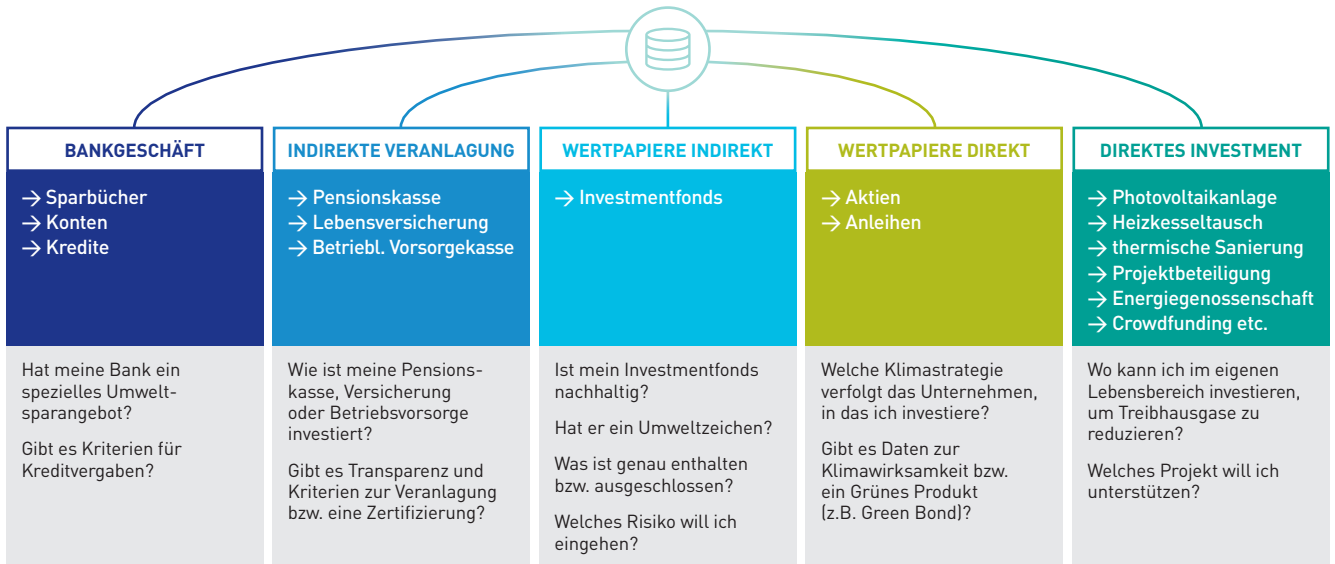 BANKGESCHÄFT
→ Sparbücher
→ Konten
→ Kredite
Hat meine Bank ein
spezielles Umwelt-
sparangebot?
Gibt es Kriterien für
Kreditvergaben?
INDIREKTE VERANLAGUNG
→ Pensionskasse
→ Lebensversicherung
→ Betriebl. Vorsorgekasse
Wie ist meine Pensions-
kasse, Versicherung
oder Betriebsvorsorge
investiert?
Gibt es Transparenz und
Kriterien zur Veranlagung
bzw. eine Zertifizierung?
WERTPAPIERE INDIREKT
→ Investmentfonds
Ist mein Investmentfonds
nachhaltig?
Hat er ein Umweltzeichen?
Was ist genau enthalten
bzw. ausgeschlossen?
Welches Risiko will ich
eingehen?
WERTPAPIERE DIREKT
→ Aktien
→ Anleihen
Welche Klimastrategie
verfolgt das Unternehmen,
in das ich investiere?
Gibt es Daten zur
Klimawirksamkeit bzw.
ein Grünes Produkt
(z.B. Green Bond)?
DIREKTES INVESTMENT
→ Photovoltaikanlage
→ Heizkesseltausch
→ thermische Sanierung
→ Projektbeteiligung
→ Energiegenossenschaft
→ Crowdfunding etc.
Wo kann ich im eigenen
Lebensbereich investieren,
um Treibhausgase zu
reduzieren?
Welches Projekt will ich
unterstützen?